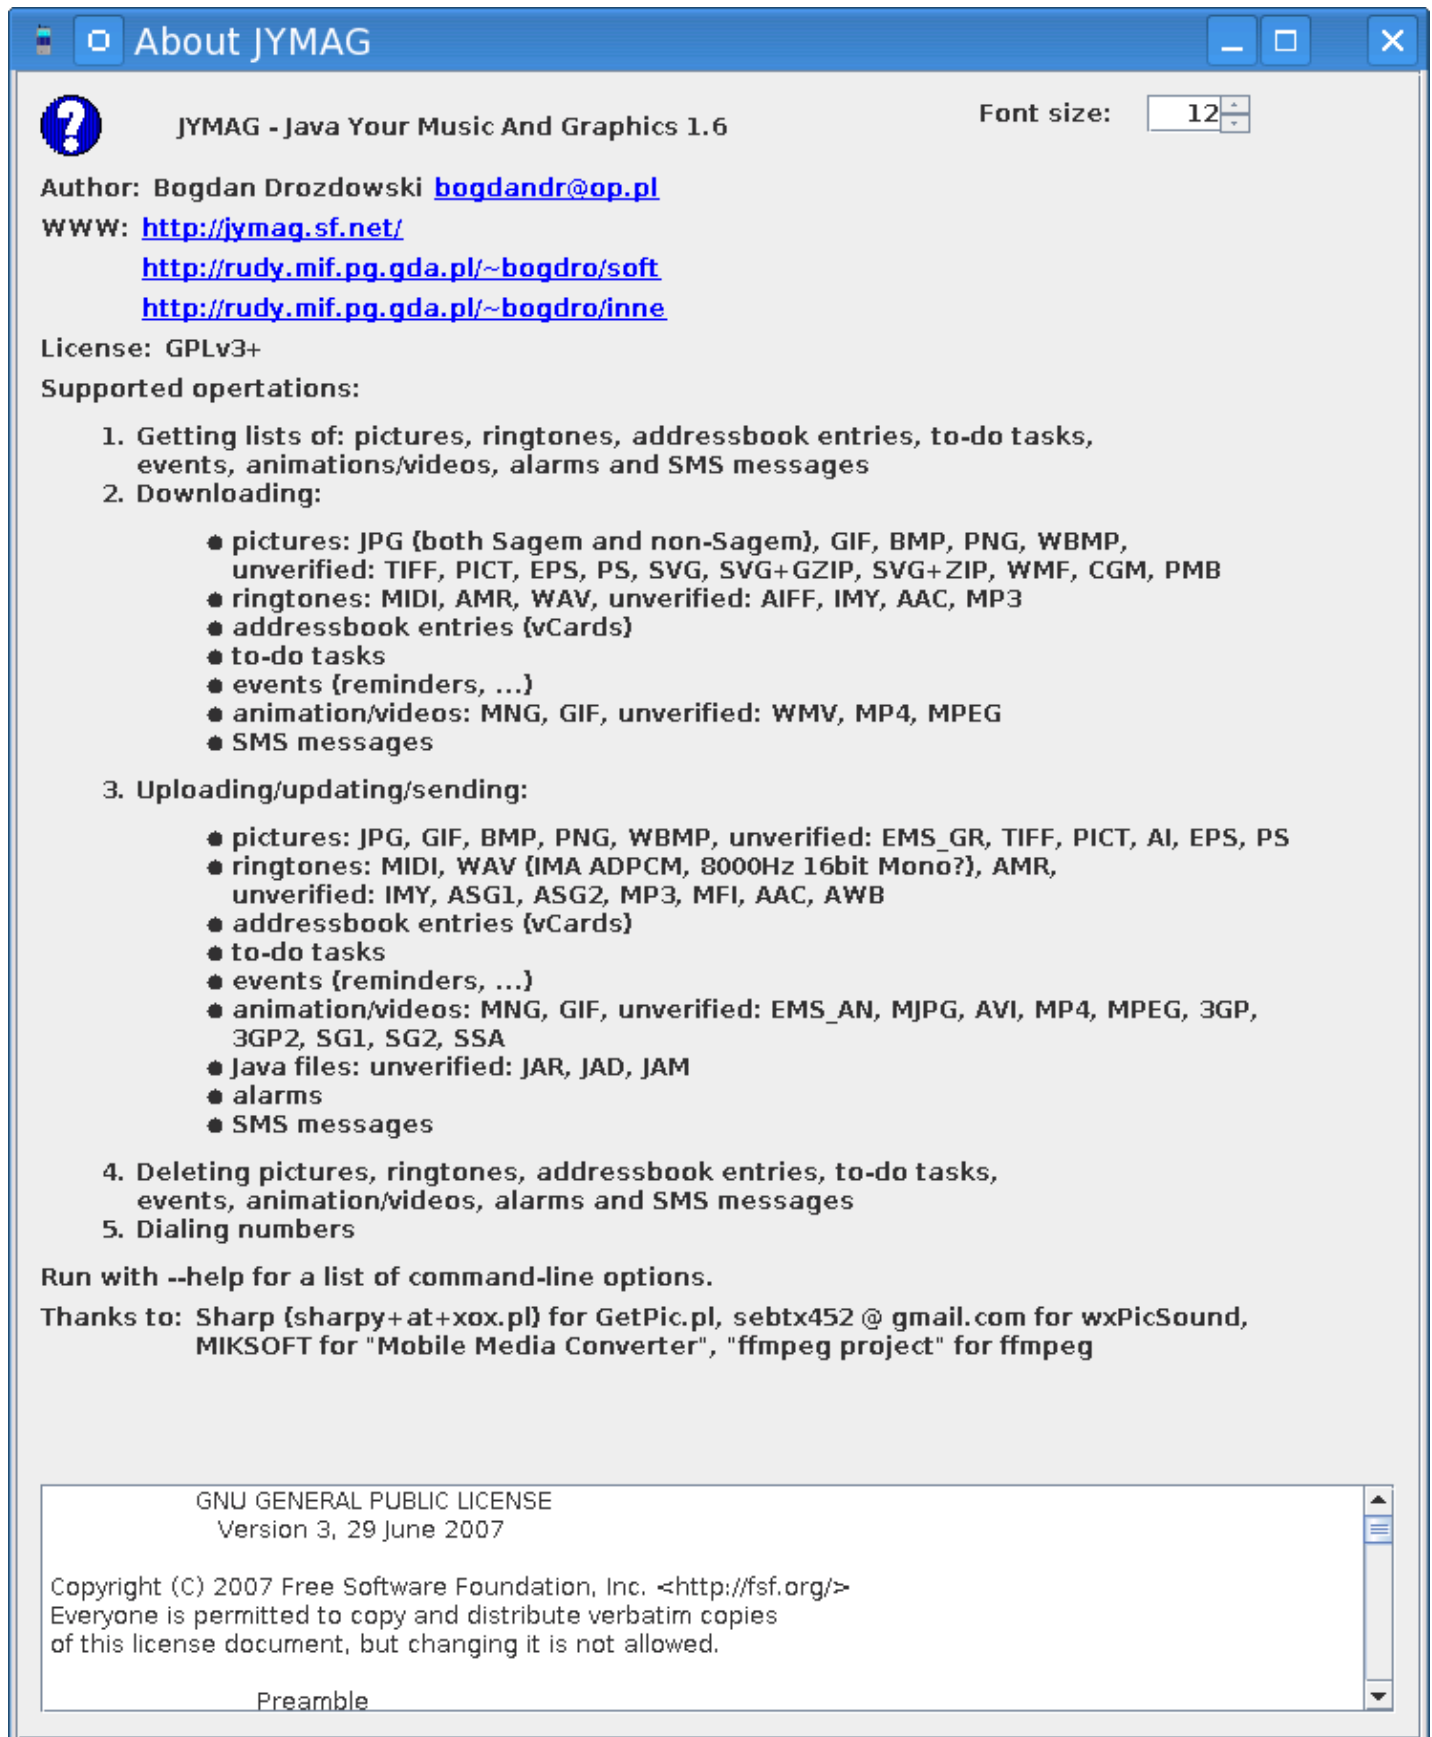 About JYMAG
JYMAG - Java Your Music And Graphics 1.6
Font size: 12
Author: Bogdan Drozdowski bogdandr@op.pl
WWW: http://jymag.sf.net/
http://rudy.mif.pg.gda.pl/~bogdro/soft
http://rudy.mif.pg.gda.pl/~bogdro/inne
License: GPLv3+
Supported opertations:
1. Getting lists of: pictures, ringtones, addressbook entries, to-do tasks,
events, animations/videos, alarms and SMS messages
2. Downloading:
● pictures: JPG (both Sagem and non-Sagem), GIF, BMP, PNG, WBMP,
unverified: TIFF, PICT, EPS, PS, SVG, SVG+GZIP, SVG+ZIP, WMF, CGM, PMB
● ringtones: MIDI, AMR, WAV, unverified: AIFF, IMY, AAC, MP3
● addressbook entries (vCards)
● to-do tasks
● events (reminders, ...)
● animation/videos: MNG, GIF, unverified: WMV, MP4, MPEG
● SMS messages
3. Uploading/updating/sending:
● pictures: JPG, GIF, BMP, PNG, WBMP, unverified: EMS_GR, TIFF, PICT, AI, EPS, PS
● ringtones: MIDI, WAV (IMA ADPCM, 8000Hz 16bit Mono?), AMR,
unverified: IMY, ASG1, ASG2, MP3, MFI, AAC, AWB
● addressbook entries (vCards)
● to-do tasks
● events (reminders, ...)
● animation/videos: MNG, GIF, unverified: EMS_AN, MJPG, AVI, MP4, MPEG, 3GP,
3GP2, SG1, SG2, SSA
● Java files: unverified: JAR, JAD, JAM
● alarms
● SMS messages
4. Deleting pictures, ringtones, addressbook entries, to-do tasks,
events, animation/videos, alarms and SMS messages
5. Dialing numbers
Run with --help for a list of command-line options.
Thanks to: Sharp (sharpy+at+xox.pl) for GetPic.pl, sebtx452 @ gmail.com for wxPicSound,
MIKSOFT for "Mobile Media Converter", "ffmpeg project" for ffmpeg
GNU GENERAL PUBLIC LICENSE
Version 3, 29 June 2007
Copyright (C) 2007 Free Software Foundation, Inc. <http://fsf.org/>
Everyone is permitted to copy and distribute verbatim copies
of this license document, but changing it is not allowed.
Preamble